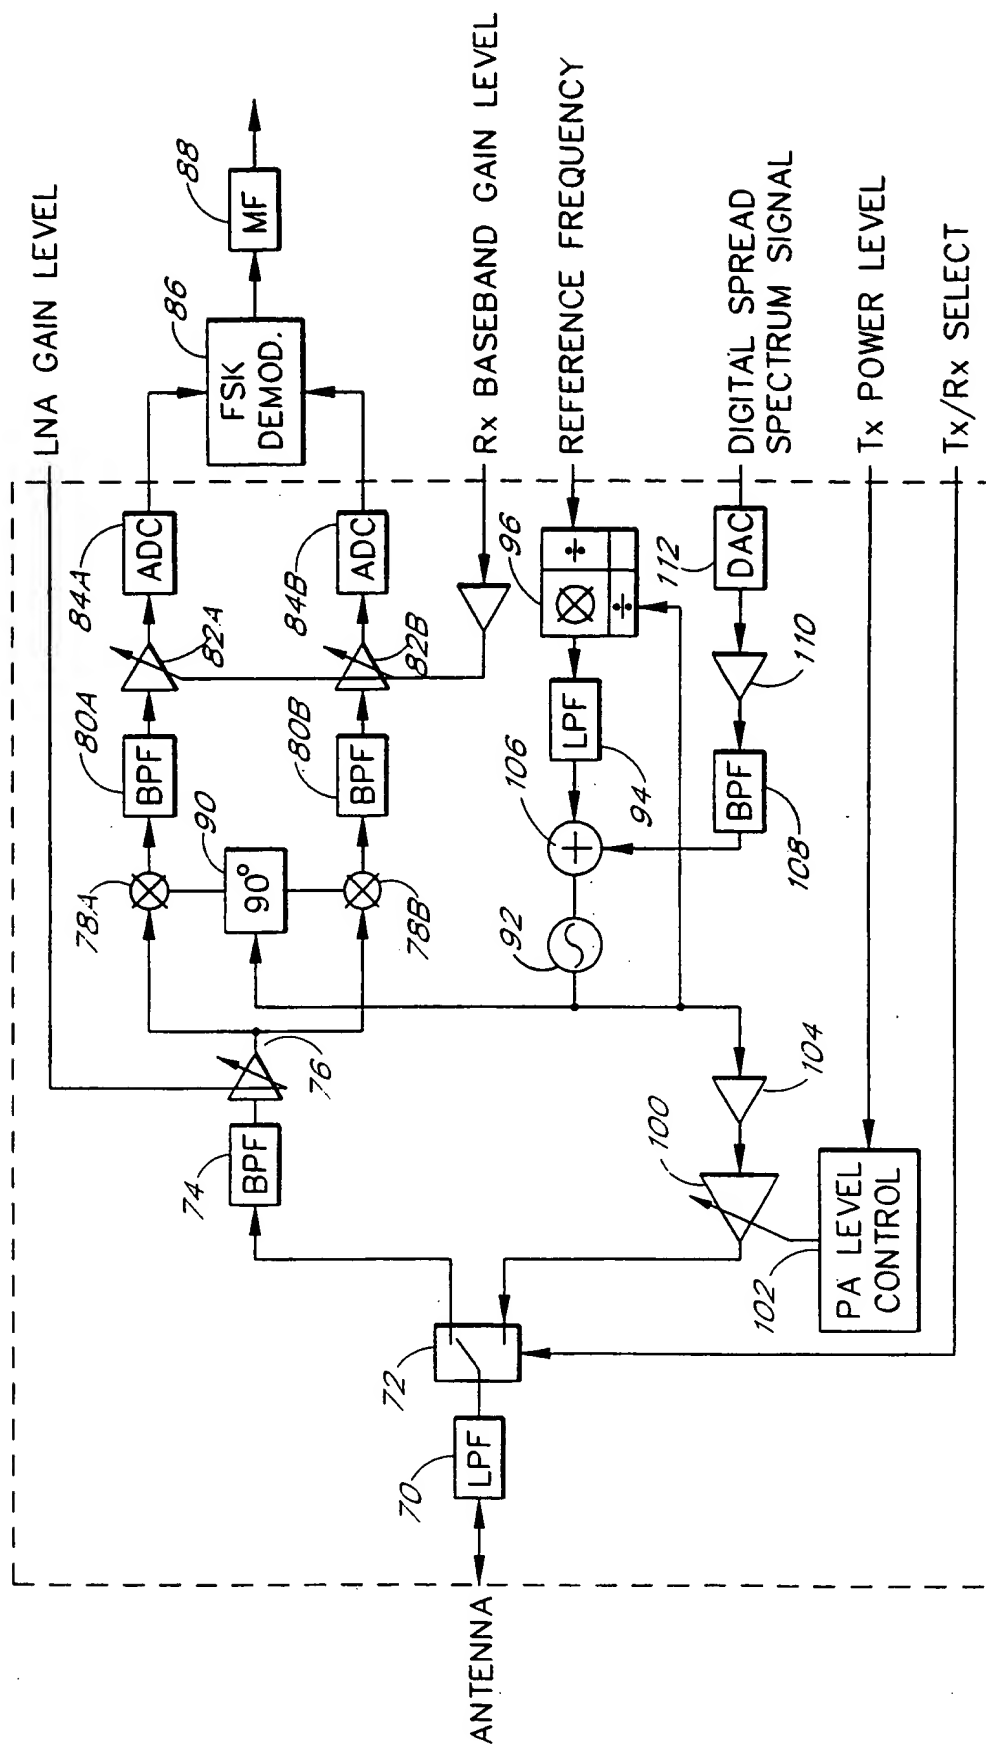 LNA GAIN LEVEL
84A
ADC
82A
80A
BPF
78A
90
90°
86
FSK
DEMOD.
88
MF
84B
ADC
82B
80B
BPF
78B
76
74
BPF
Rx BASEBAND GAIN LEVEL
REFERENCE FREQUENCY
96
÷
÷
LPF
94
106
+
92
DIGITAL SPREAD
SPECTRUM SIGNAL
112
DAC
110
BPF
108
104
100
Tx POWER LEVEL
PA LEVEL
CONTROL
102
Tx/Rx SELECT
72
70
LPF
ANTENNA